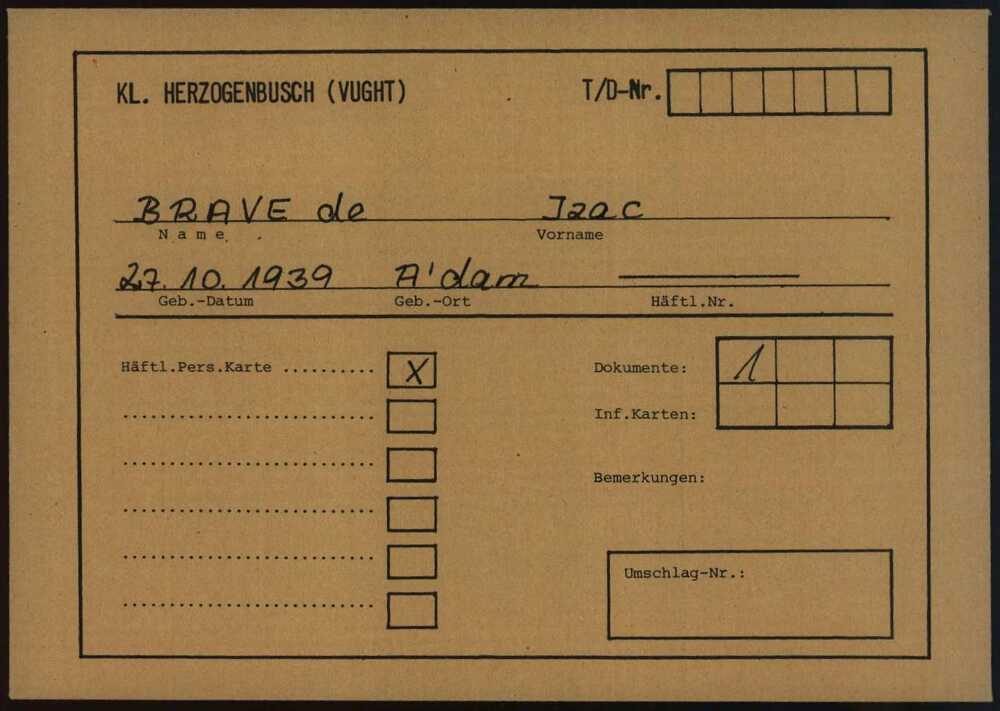 KL. HERZOGENBUSCH (VUGHT) T/D-Nr.
BRAVE de Izac
Name Vorname
27.10.1939 A'dam
Geb.-Datum Geb.-Ort Häftl.Nr.
Häftl.Pers.Karte .......... X Dokumente: 1
Inf.Karten:
Bemerkungen:
Umschlag-Nr.: